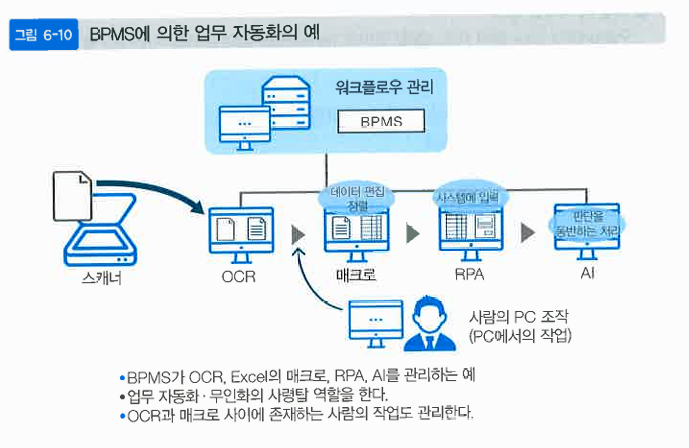 그림 6-10
BPMS에 의한 업무 자동화의 예
워크플로우 관리
BPMS
데이터 편집
정렬
시스템에 입력
판단을
동반하는 처리
스캐너
OCR
매크로
RPA
AI
사람의 PC 조작
(PC에서의 작업)
•BPMS가 OCR, Excel의 매크로, RPA, AI를 관리하는 예
•업무 자동화·무인화의 사령탑 역할을 한다.
•OCR과 매크로 사이에 존재하는 사람의 작업도 관리한다.